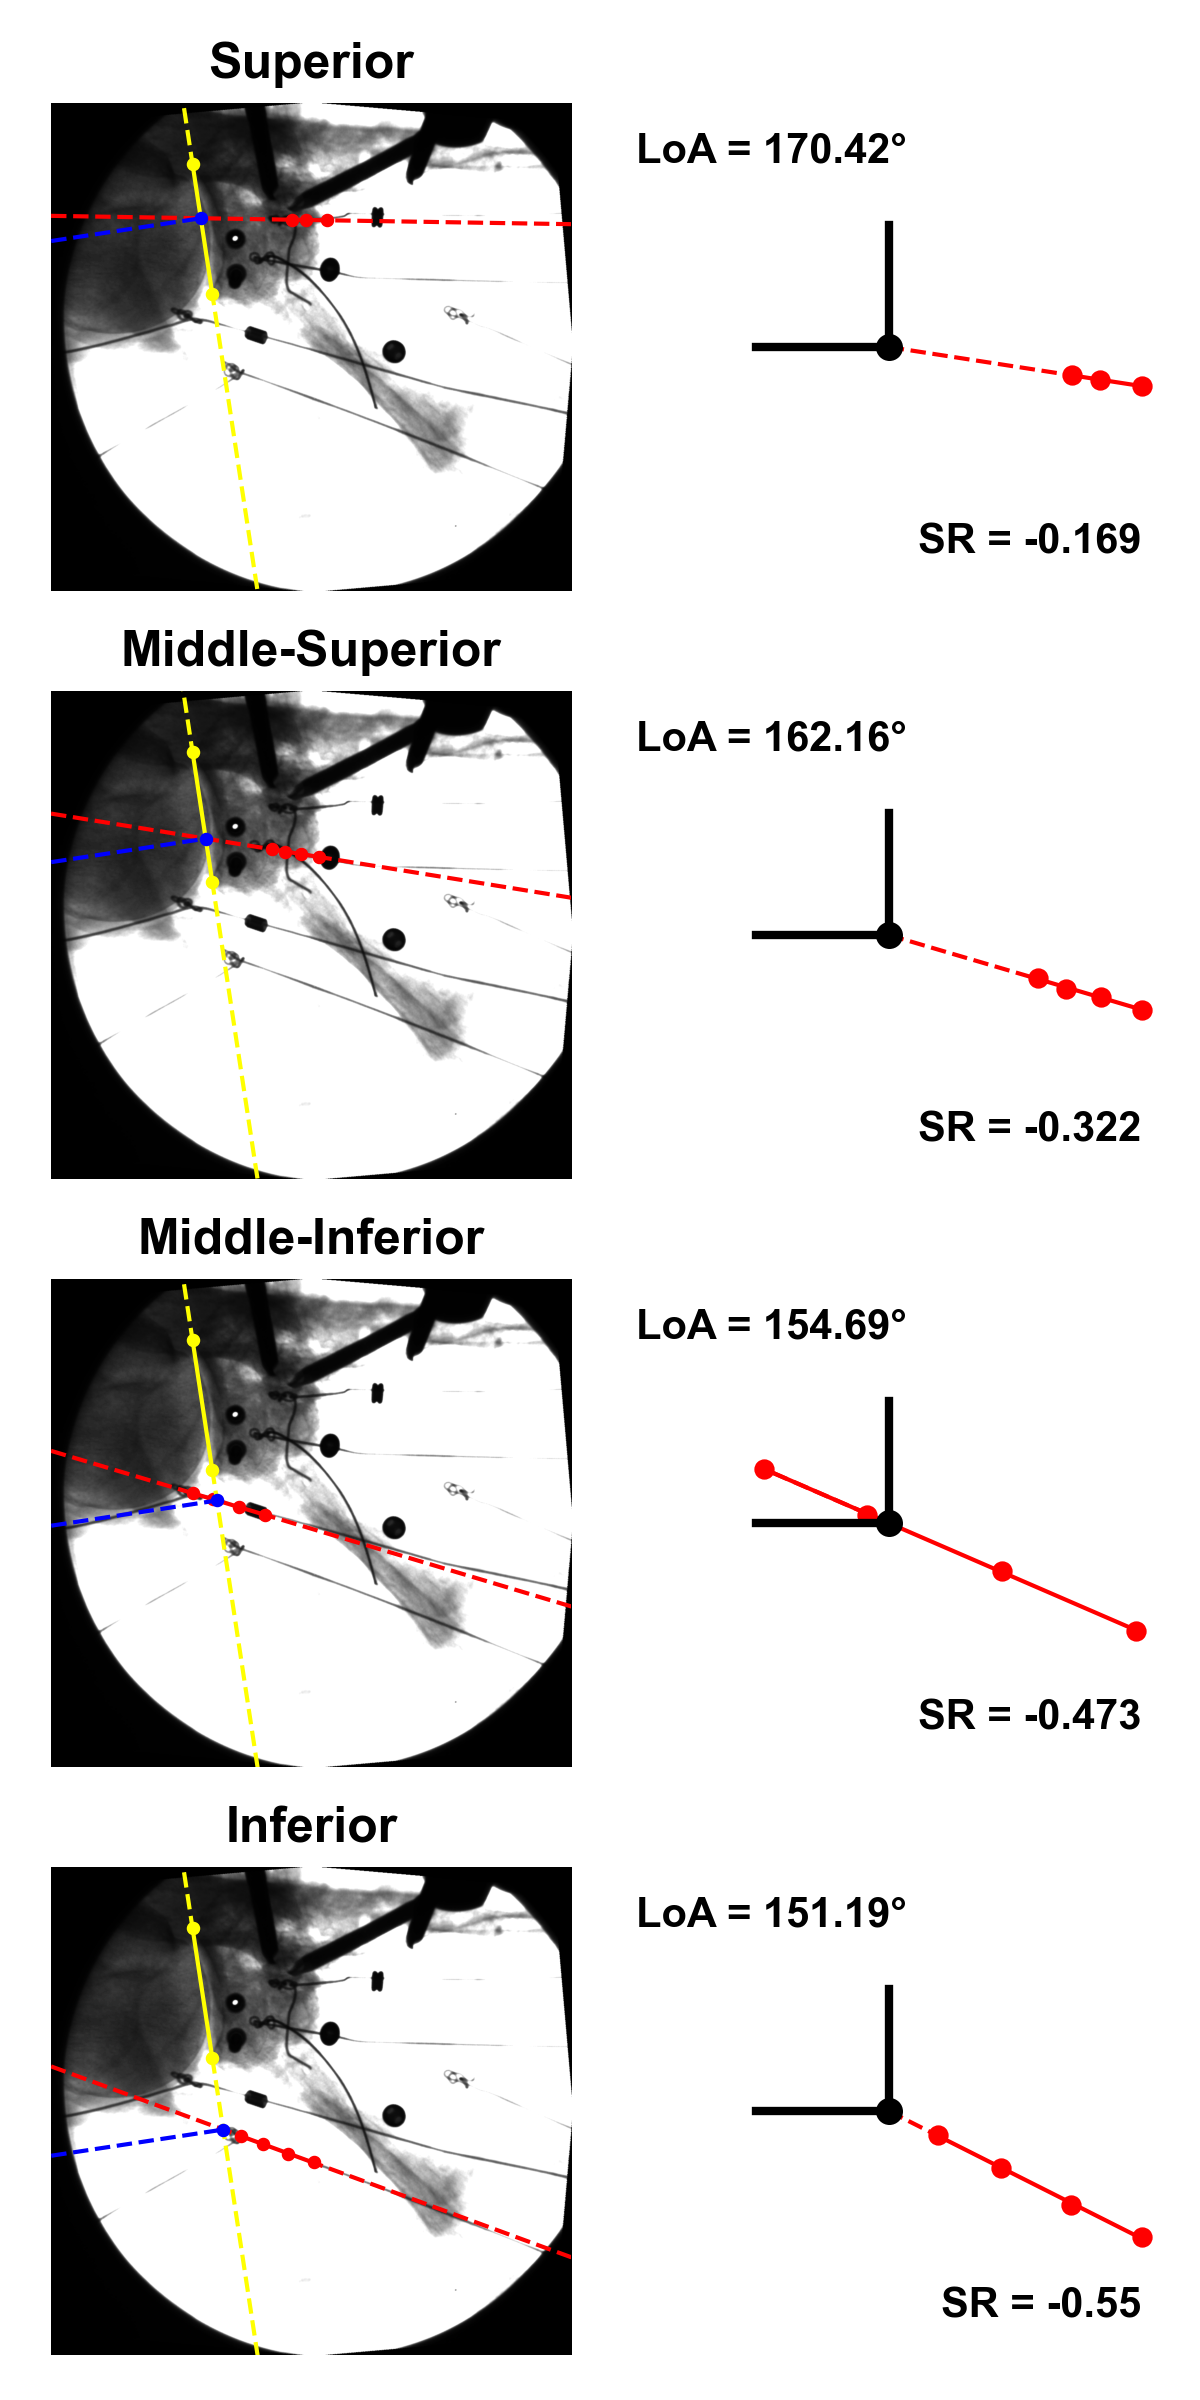 Superior
LoA = 170.42°
SR = -0.169
Middle-Superior
LoA = 162.16°
SR = -0.322
Middle-Inferior
LoA = 154.69°
SR = -0.473
Inferior
LoA = 151.19°
SR = -0.55